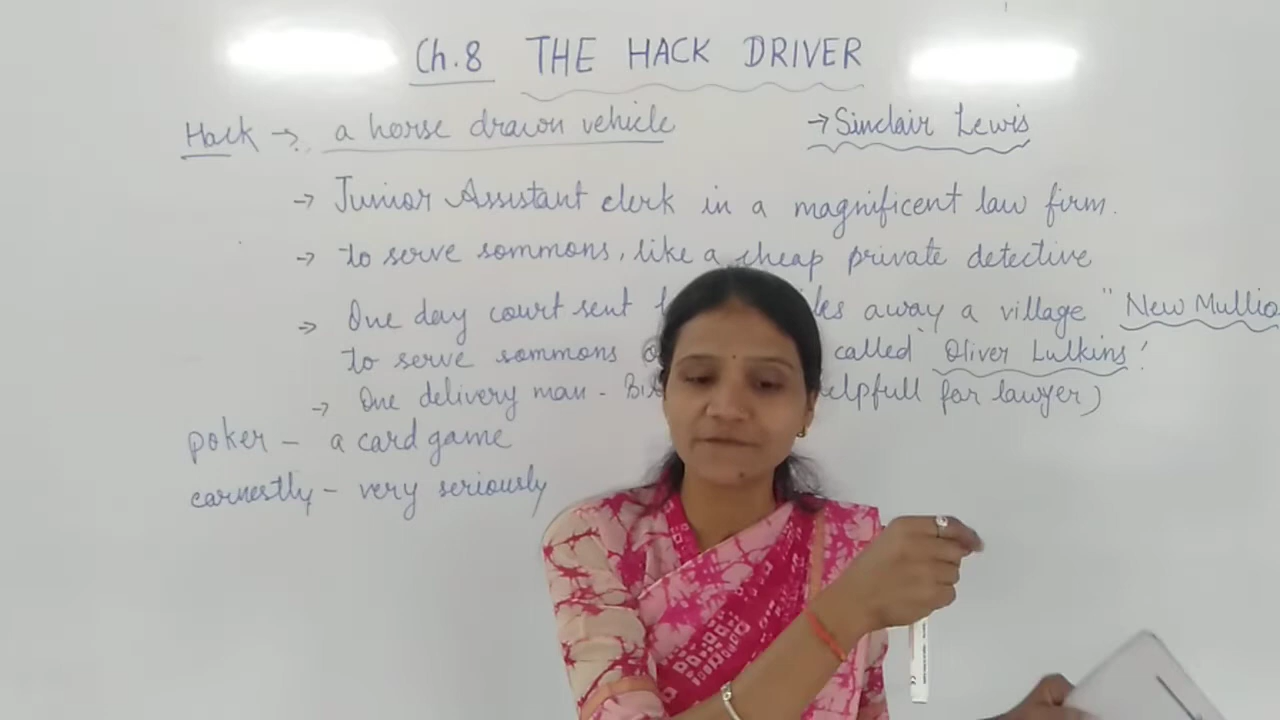 Ch.8 THE HACK DRIVER
Hack → a horse drawn vehicle → Sinclair Lewis
→ Junior Assistant clerk in a magnificent law firm.
→ to serve sommons, like a cheap private detective
→ One day court sent away a village "New Mullio
to serve sommons called Oliver Lulkins!
→ One delivery man - for lawyer)
poker - a card game
earnestly - very seriously